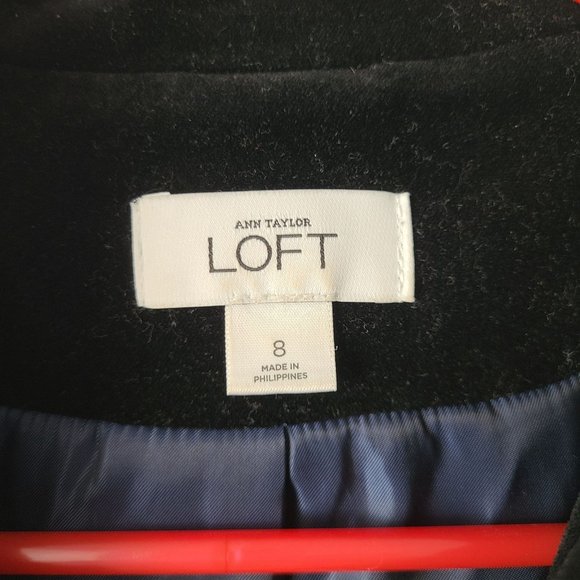 ANN TAYLOR
LOFT
8
MADE IN
PHILIPPINES